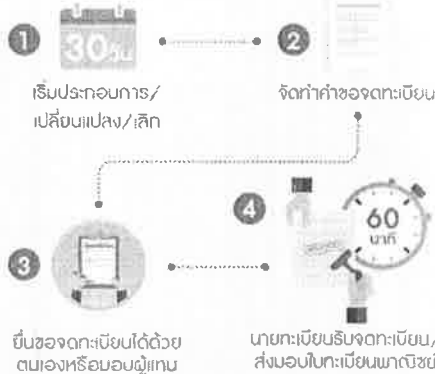 1
30 วัน
2
เริ่มประกอบการ/
เปลี่ยนแปลง/เลิก
จัดทำคำขอจดทะเบียน
4
60
นาที
3
ยื่นขอจดทะเบียนได้ด้วย
ตนเองหรือมอบผู้แทน
นายทะเบียนรับจดทะเบียน/
ส่งมอบใบทะเบียนพาณิชย์